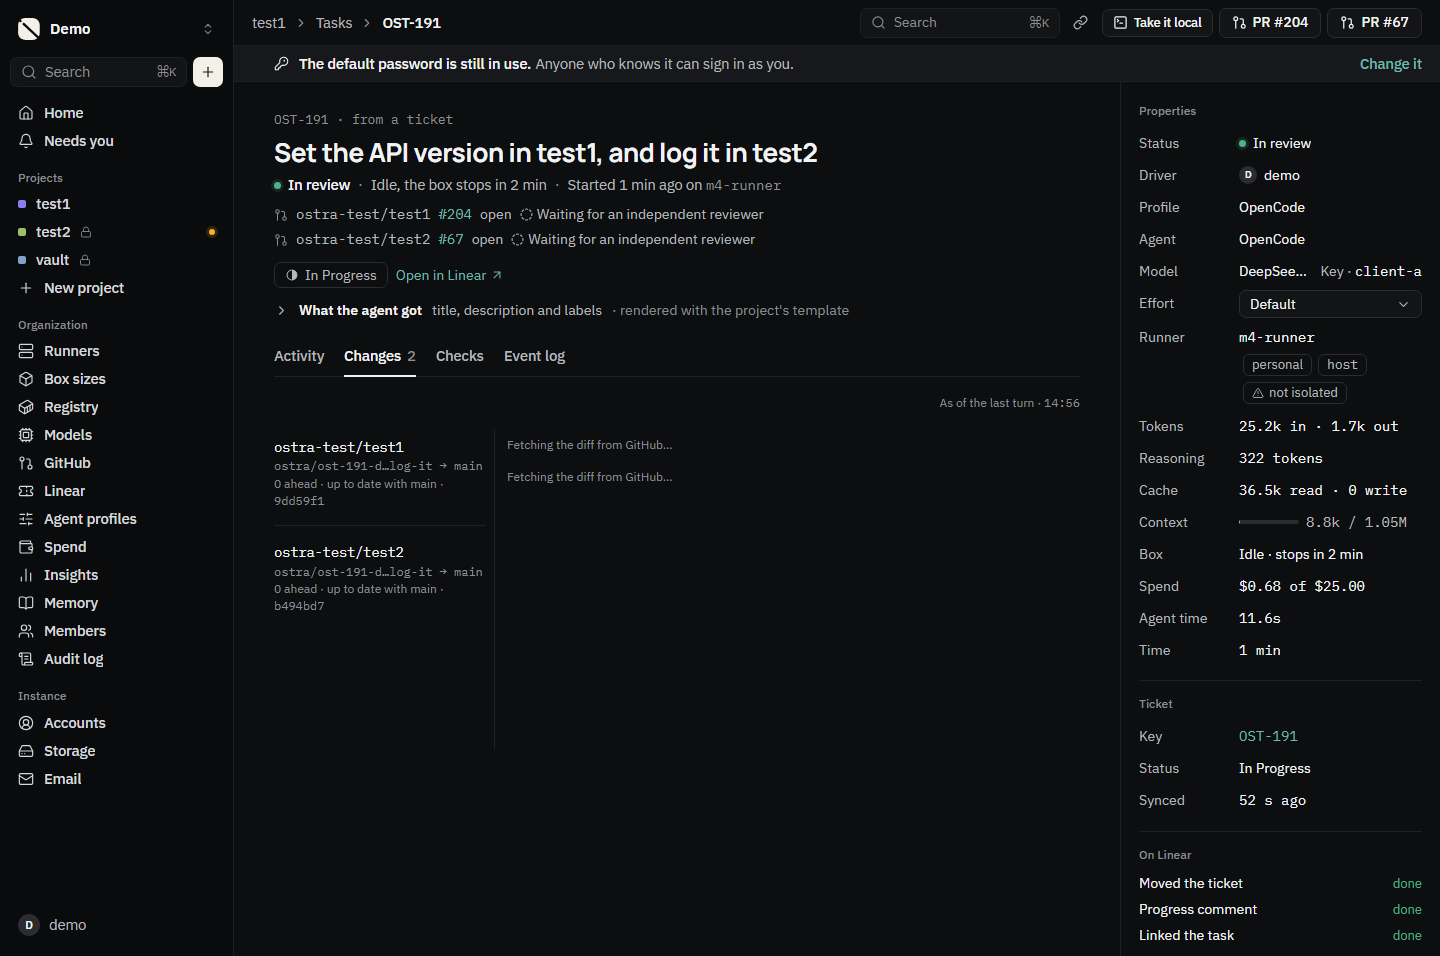 Demo
Search ⌘K
Home
Needs you
Projects
test1
test2
vault
New project
Organization
Runners
Box sizes
Registry
Models
GitHub
Linear
Agent profiles
Spend
Insights
Memory
Members
Audit log
Instance
Accounts
Storage
Email
D demo
test1 > Tasks > OST-191
Search ⌘K
Take it local
PR #204
PR #67
The default password is still in use. Anyone who knows it can sign in as you.
Change it
OST-191 · from a ticket
Set the API version in test1, and log it in test2
In review · Idle, the box stops in 2 min · Started 1 min ago on m4-runner
ostra-test/test1 #204 open Waiting for an independent reviewer
ostra-test/test2 #67 open Waiting for an independent reviewer
In Progress Open in Linear ↗
What the agent got title, description and labels · rendered with the project's template
Activity Changes 2 Checks Event log
As of the last turn · 14:56
ostra-test/test1
ostra/ost-191-d…log-it → main
0 ahead · up to date with main ·
9dd59f1
ostra-test/test2
ostra/ost-191-d…log-it → main
0 ahead · up to date with main ·
b494bd7
Fetching the diff from GitHub…
Fetching the diff from GitHub…
Properties
Status In review
Driver D demo
Profile OpenCode
Agent OpenCode
Model DeepSee… Key · client-a
Effort Default
Runner m4-runner
personal host
not isolated
Tokens 25.2k in · 1.7k out
Reasoning 322 tokens
Cache 36.5k read · 0 write
Context 8.8k / 1.05M
Box Idle · stops in 2 min
Spend $0.68 of $25.00
Agent time 11.6s
Time 1 min
Ticket
Key OST-191
Status In Progress
Synced 52 s ago
On Linear
Moved the ticket done
Progress comment done
Linked the task done